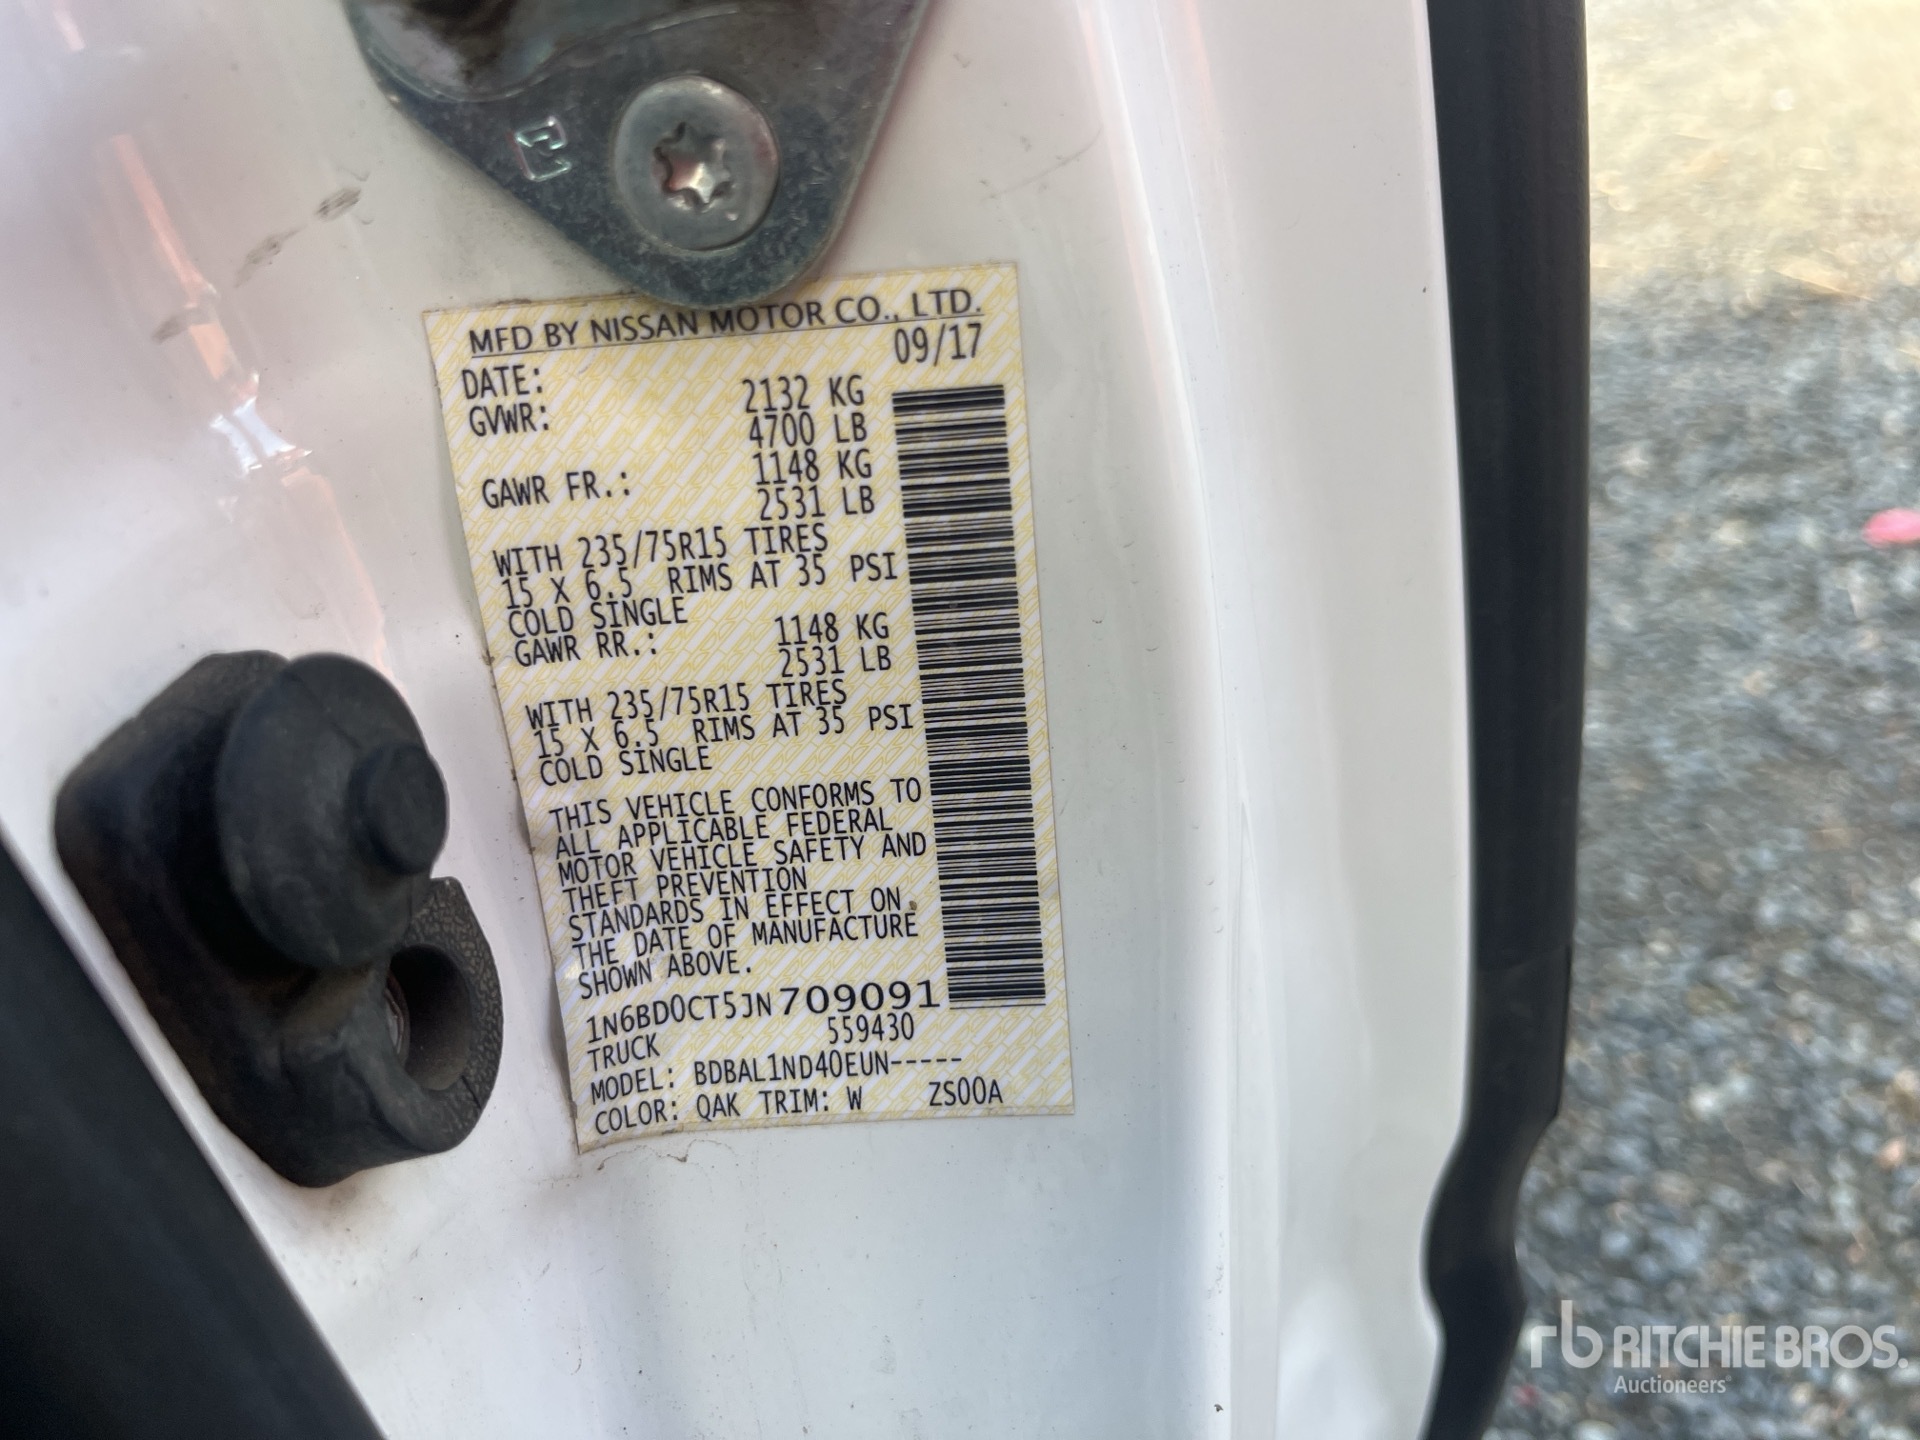 MFD BY NISSAN MOTOR CO., LTD.
DATE: 09/17
GVWR: 2132 KG
4700 LB
GAWR FR.: 1148 KG
2531 LB
WITH 235/75R15 TIRES
15 X 6.5 RIMS AT 35 PSI
COLD SINGLE
GAWR RR.: 1148 KG
2531 LB
WITH 235/75R15 TIRES
15 X 6.5 RIMS AT 35 PSI
COLD SINGLE
THIS VEHICLE CONFORMS TO
ALL APPLICABLE FEDERAL
MOTOR VEHICLE SAFETY AND
THEFT PREVENTION
STANDARDS IN EFFECT ON
THE DATE OF MANUFACTURE
SHOWN ABOVE.
1N6BD0CT5JN709091
TRUCK 559430
MODEL: BDBAL1ND40EUN-----
COLOR: QAK TRIM: W ZS00A
rb RITCHIE BROS.
Auctioneers